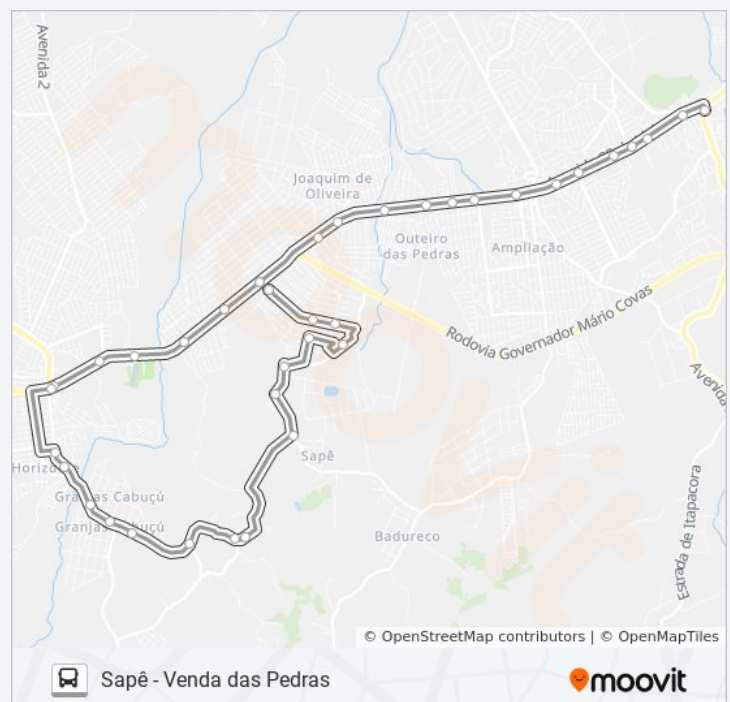 Avenida 2
Joaquim de
Oliveira
Outeiro
das Pedras
Ampliação
Rodovia Governador Mário Covas
Avenida
Sapê
Horizonte
Granjas Cabuçú
Granjas Cabuçú
Badureco
Estrada de Itapacora
© OpenStreetMap contributors | © OpenMapTiles
Sapê - Venda das Pedras
moovit